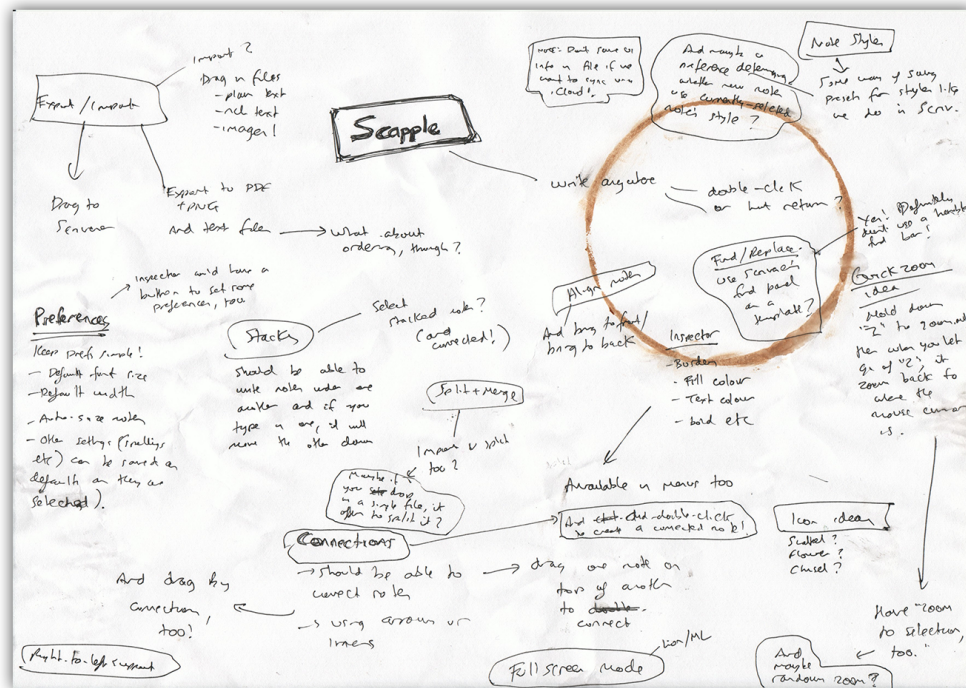 Import?
Drag in files
- plain text
- rich text
- images!
Export / Import
Drag to
Scrivener
Export to PDF
+ PNG
And text files
What about
ordering, though?
Scapple
NOTE: Don't save UI
info in file if we
want to sync via
iCloud!
And maybe a
preference determining
whether new notes
use currently-selected
note's style?
Note Styles
Some way of saving
presets for styles like
we do in Scriv.
write anywhere
double-click
or hit return?
Yes! Definitely
don't use a
find bar!
Find/Replace
use Scrivener's
find panel
as a
template?
Align notes
And bring to front/
bring to back
Quick zoom
idea
Hold down
"Z" to zoom out
then when you let
go of "Z", it
zooms back to
where the
mouse cursor
is.
Inspector could have a
button to set some
preferences, too
Preferences
Keep prefs simple!
- Default font size
- Default width
- Auto-size notes
- Other settings (
etc) can be saved as
defaults as they are
selected).
Stacks
Select
stacked notes?
(and
connected!)
should be able to
write notes under one
another and if you
type in one, it will
move the other down
Inspector
- Borders
- Fill colour
- Text colour
- bold etc
Available in menus too
Split + Merge
Import & split
too?
Maybe if
you drop
in a single file, it
offers to split it?
Connections
And cmd-double-click
to create a connected note!
→ Should be able to
connect notes
→ using arrows or
lines
drag one note on
top of another
to
connect
And drag by
connection,
too!
Icon ideas
Scalpel?
Flower?
Chisel?
Have "zoom
to selection,
too."
And
maybe
random zoom?
Right-to-left support
Full screen mode
Lion/ML